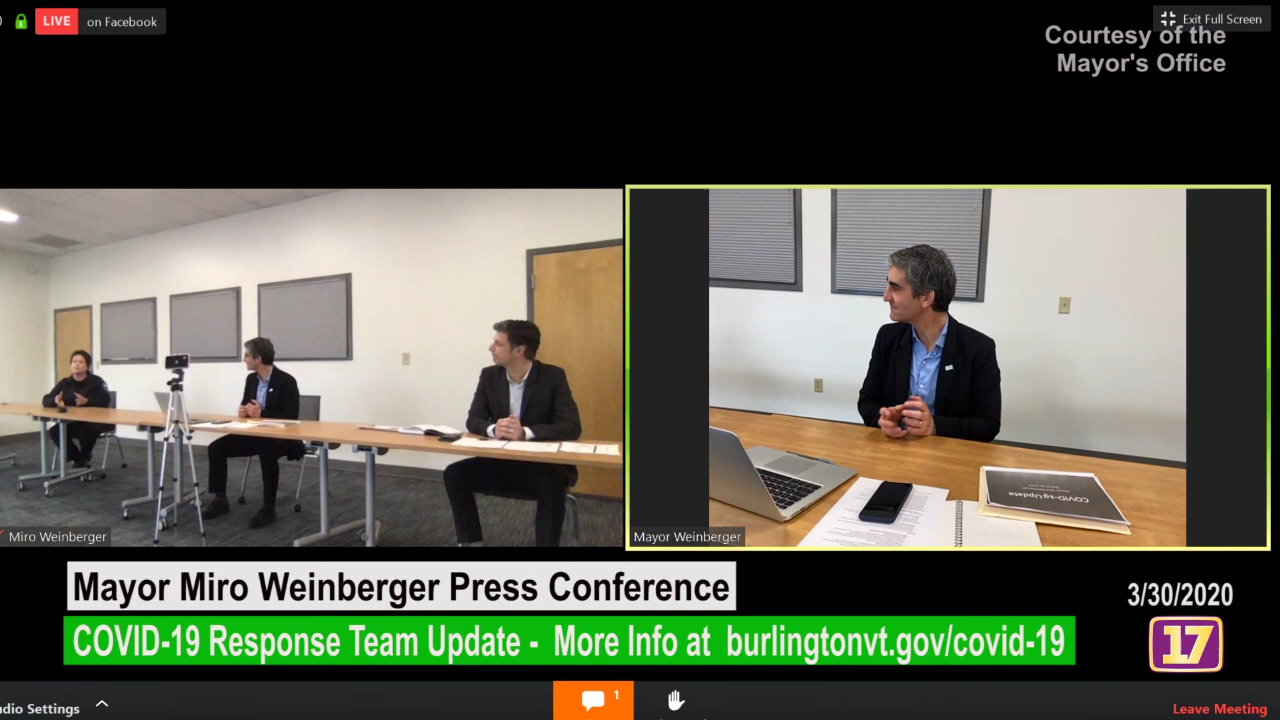 LIVE on Facebook
Exit Full Screen
Courtesy of the
Mayor's Office
COVID-19 Update
Miro Weinberger
Mayor Weinberger
Mayor Miro Weinberger Press Conference
3/30/2020
COVID-19 Response Team Update - More Info at burlingtonvt.gov/covid-19
17
dio Settings
1
Leave Meeting